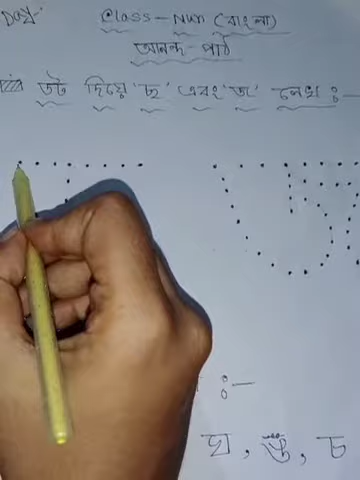 Day
Class - Nur (বাংলা)
আনন্দ - পাঠ
ডট দিয়ে 'ছ' এবং 'জ' লেখ :-
:-
ঘ, ঙ, চ